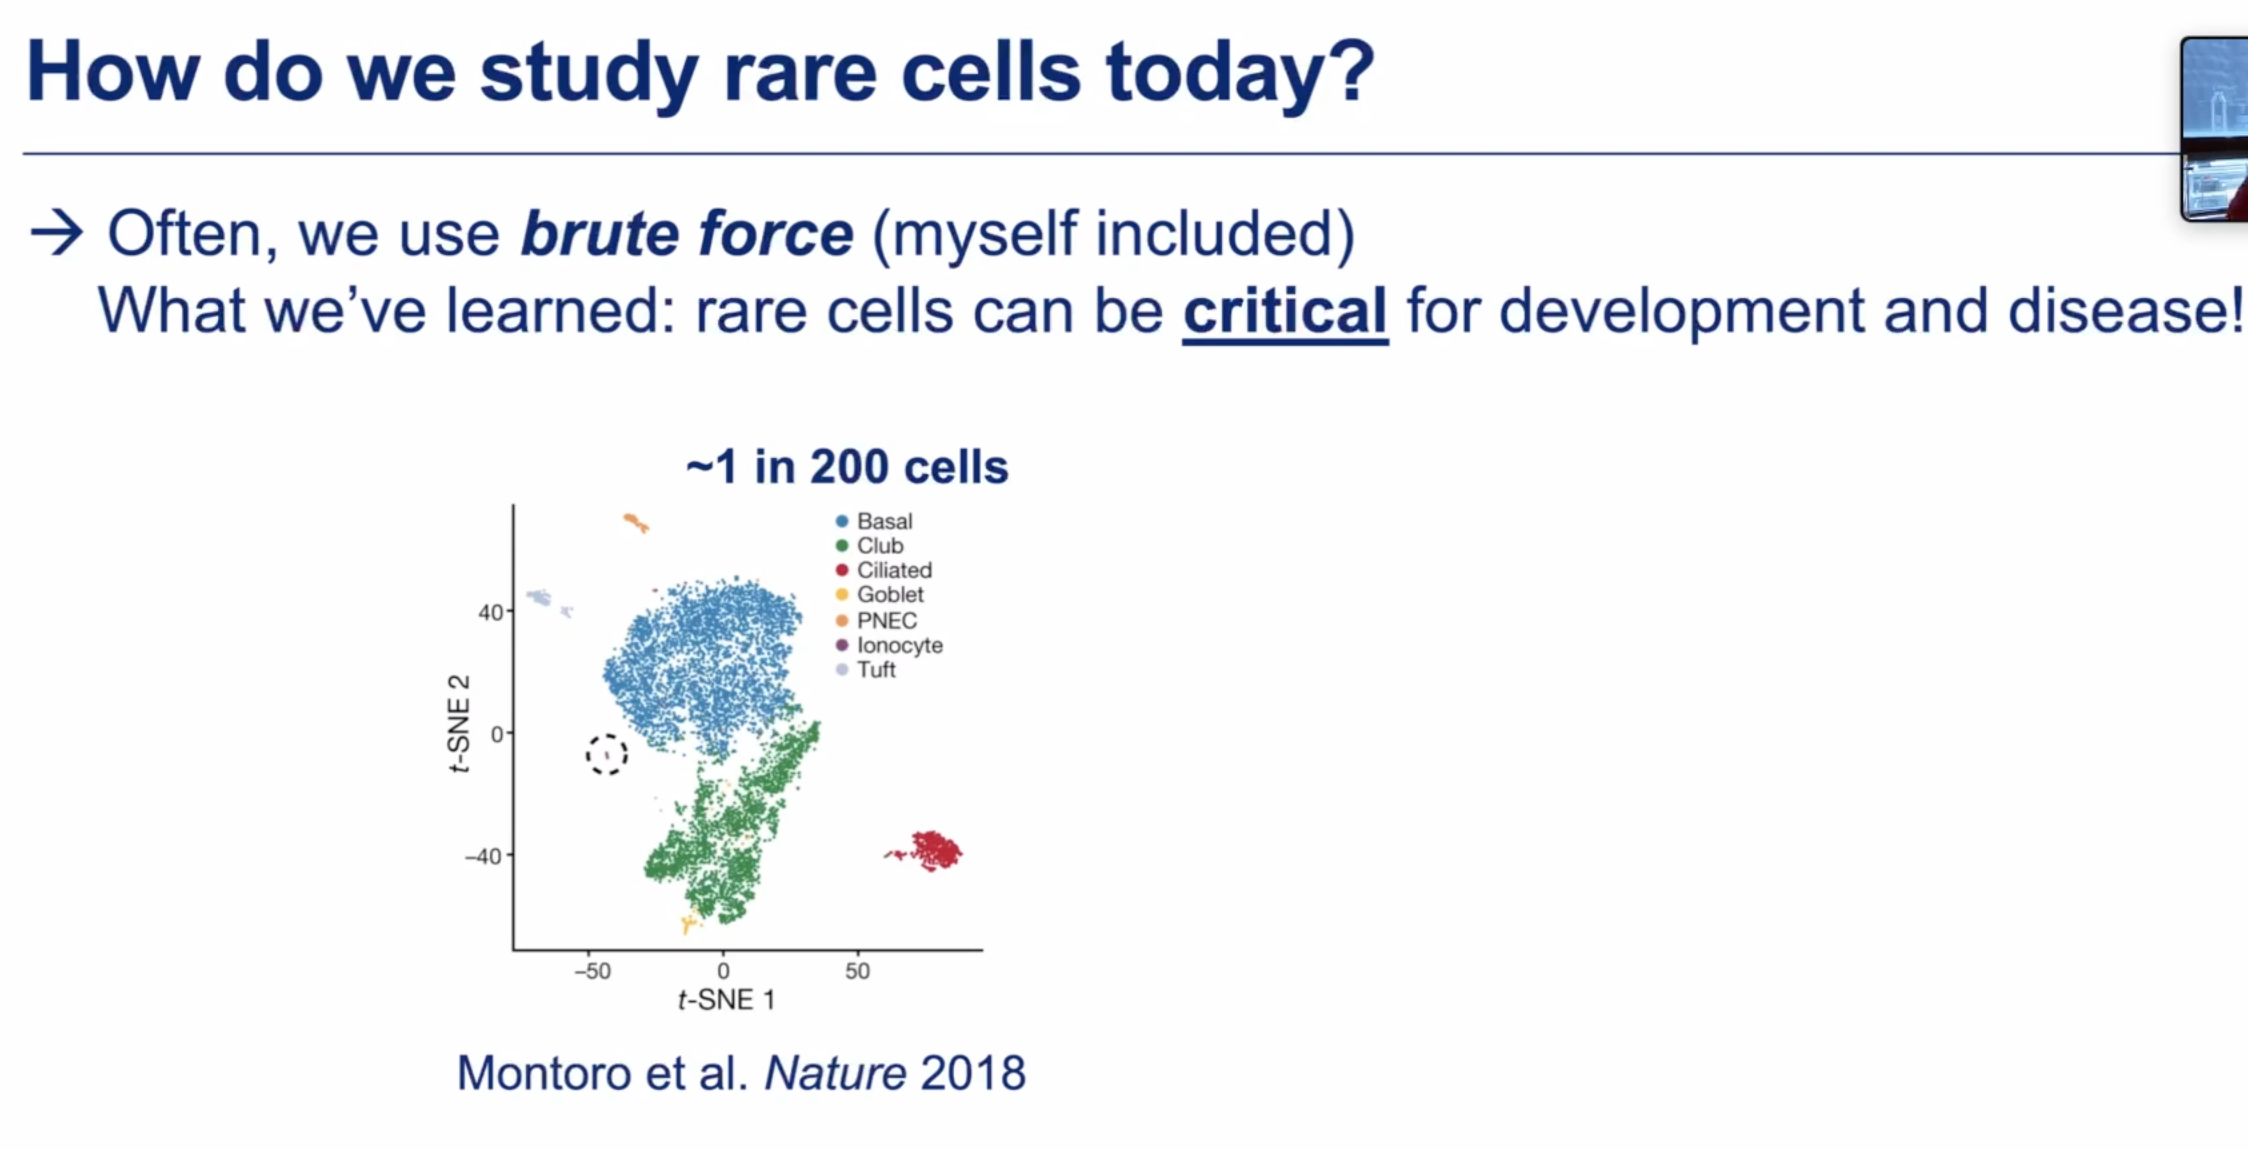 How do we study rare cells today?
→ Often, we use brute force (myself included)
What we’ve learned: rare cells can be critical for development and disease!
~1 in 200 cells
Basal
Club
Ciliated
Goblet
PNEC
Ionocyte
Tuft
40
0
–40
t-SNE 2
–50
0
50
t-SNE 1
Montoro et al. Nature 2018